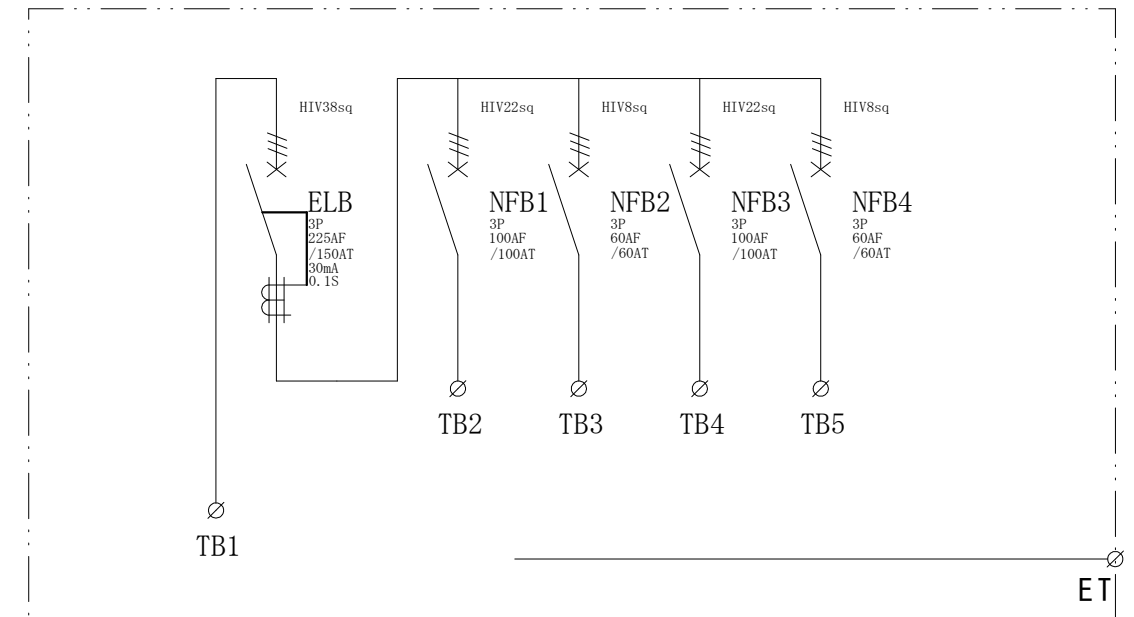 HIV38sq
HIV22sq
HIV8sq
HIV22sq
HIV8sq
ELB
3P
225AF
/150AT
30mA
0.1S
NFB1
3P
100AF
/100AT
NFB2
3P
60AF
/60AT
NFB3
3P
100AF
/100AT
NFB4
3P
60AF
/60AT
TB2
TB3
TB4
TB5
TB1
ET